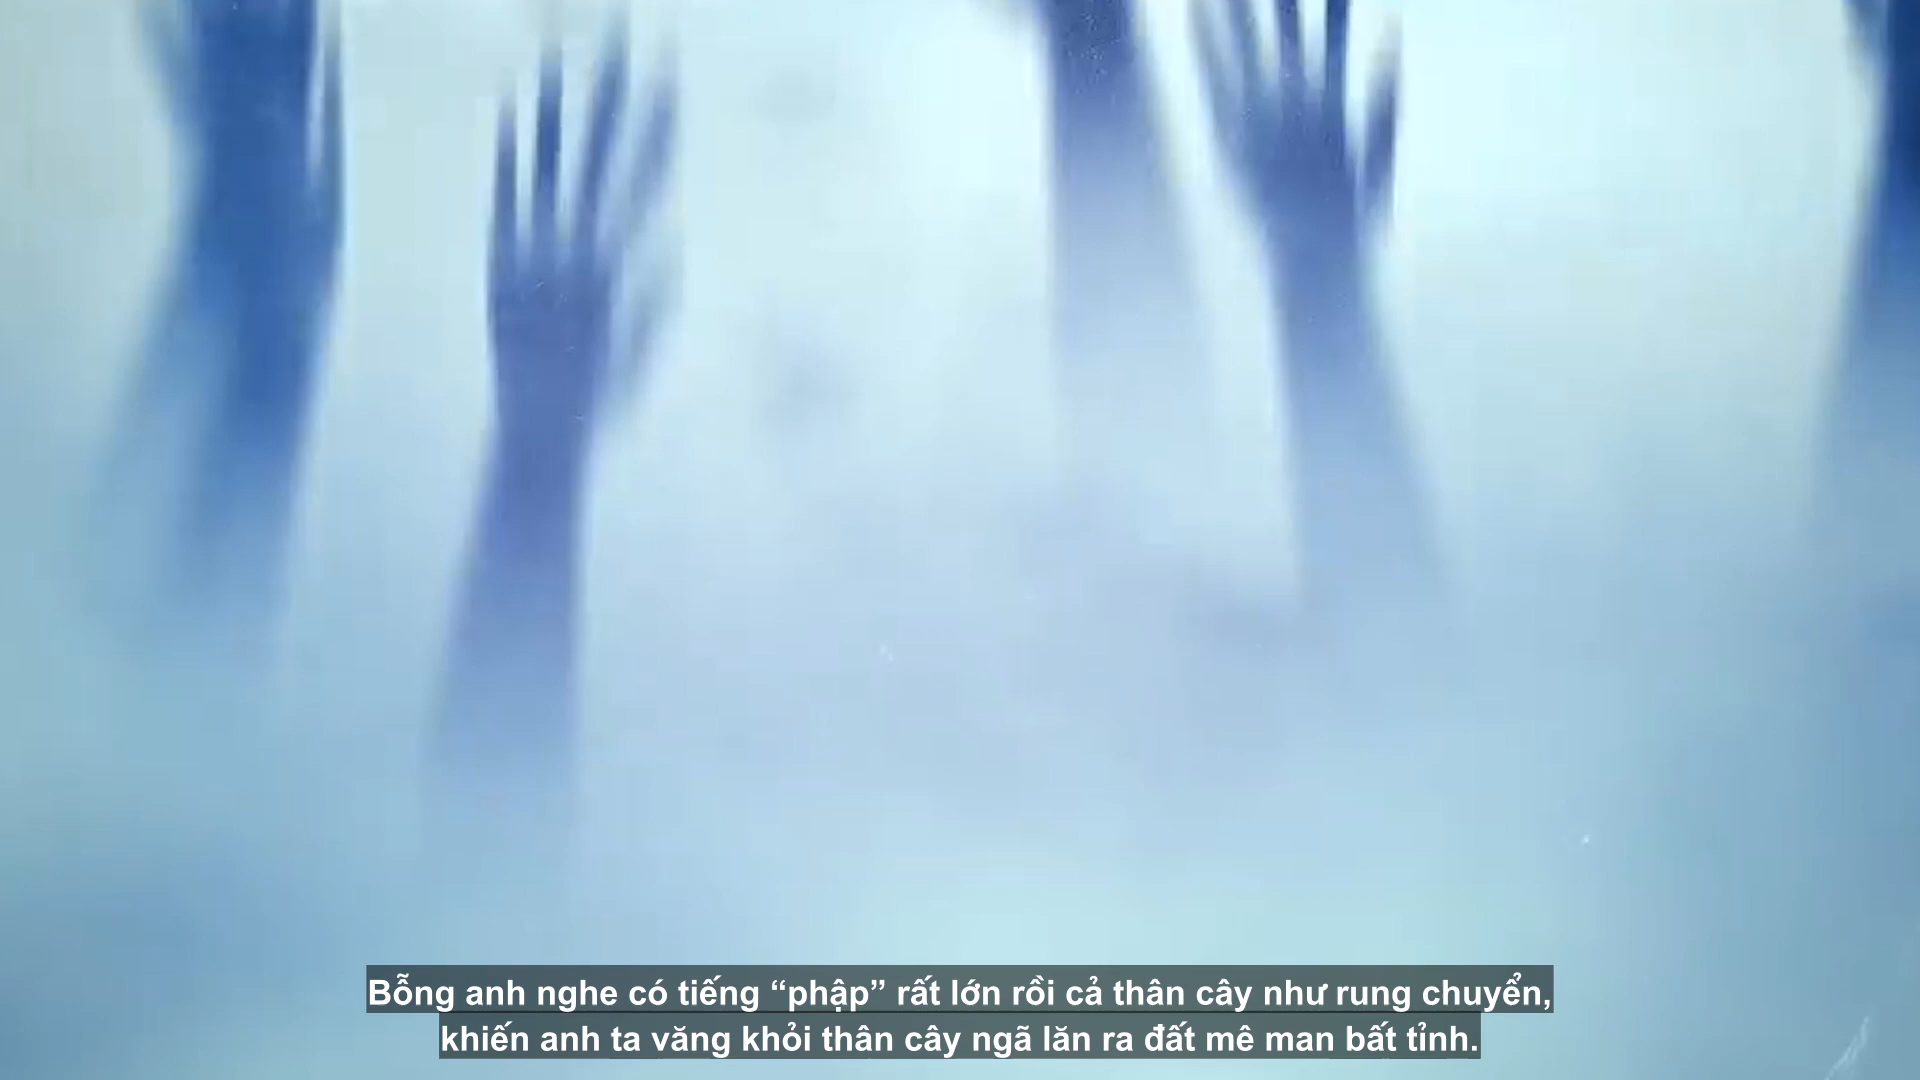 Bỗng anh nghe có tiếng “phập” rất lớn rồi cả thân cây như rung chuyển,
khiến anh ta văng khỏi thân cây ngã lăn ra đất mê man bất tỉnh.